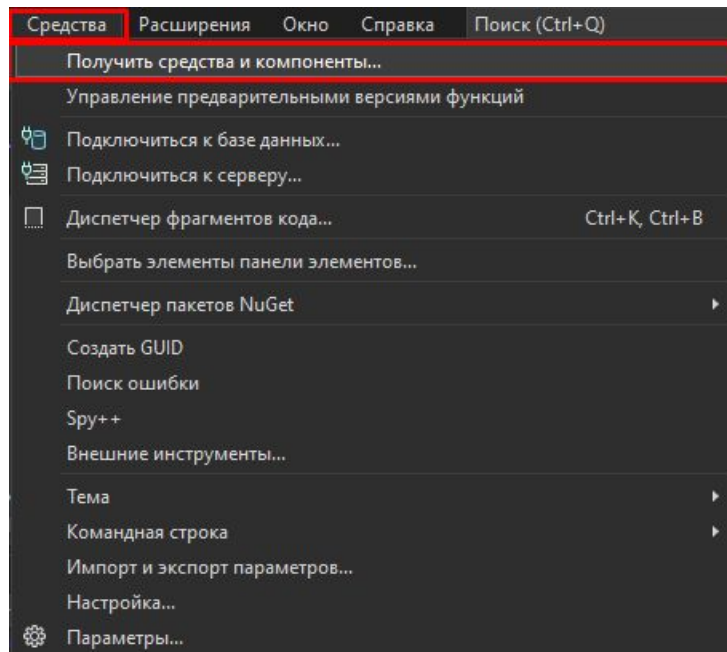 Средства Расширения Окно Справка Поиск (Ctrl+Q)
Получить средства и компоненты...
Управление предварительными версиями функций
Подключиться к базе данных...
Подключиться к серверу...
Диспетчер фрагментов кода... Ctrl+K, Ctrl+B
Выбрать элементы панели элементов...
Диспетчер пакетов NuGet
Создать GUID
Поиск ошибки
Spy++
Внешние инструменты...
Тема
Командная строка
Импорт и экспорт параметров...
Настройка...
Параметры...